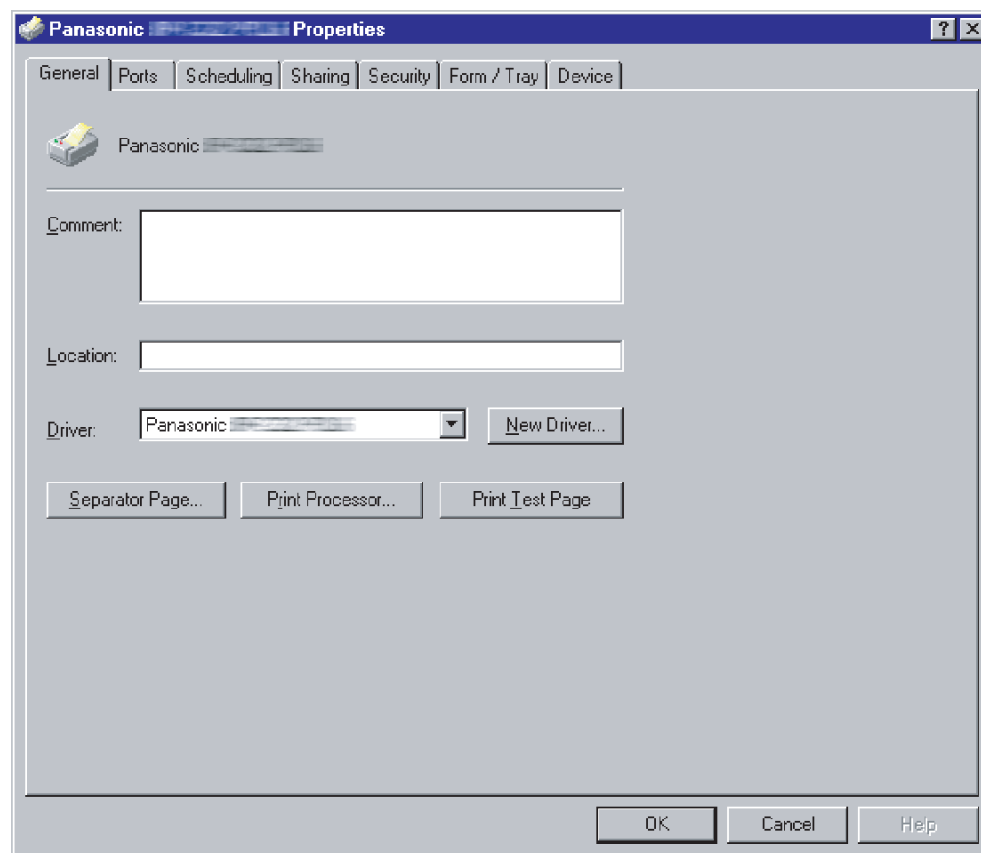 Panasonic Properties
General Ports Scheduling Sharing Security Form / Tray Device
Panasonic
Comment:
Location:
Driver: Panasonic New Driver...
Separator Page... Print Processor... Print Test Page
OK Cancel Help